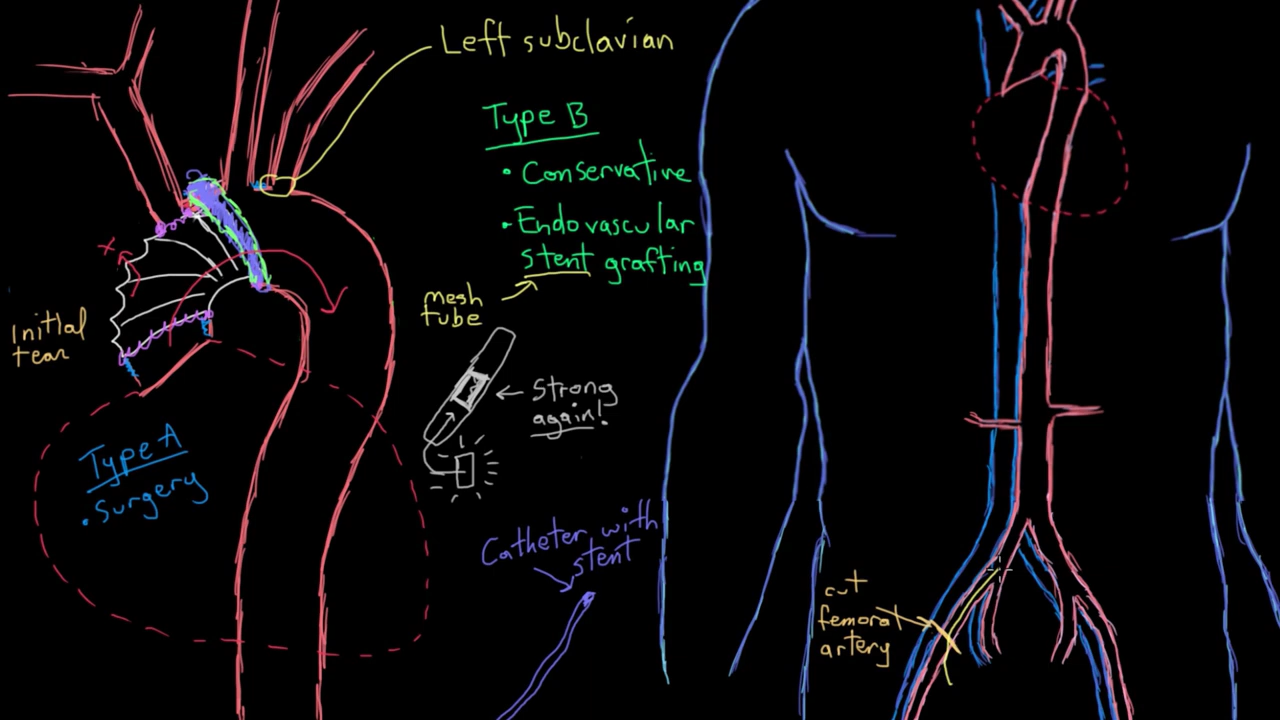 Left subclavian
Type B
• Conservative
• Endovascular
stent grafting
mesh
tube
Initial
tear
strong
again!
Type A
• Surgery
Catheter with
stent
cut
femoral
artery